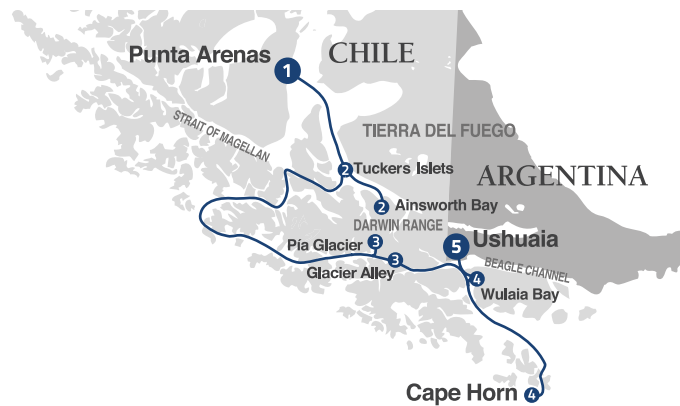 Punta Arenas
CHILE
1
STRAIT OF MAGELLAN
TIERRA DEL FUEGO
2 Tuckers Islets
ARGENTINA
2 Ainsworth Bay
DARWIN RANGE
Pía Glacier 3
5 Ushuaia
Glacier Alley 3
BEAGLE CHANNEL
4
Wulaia Bay
Cape Horn 4